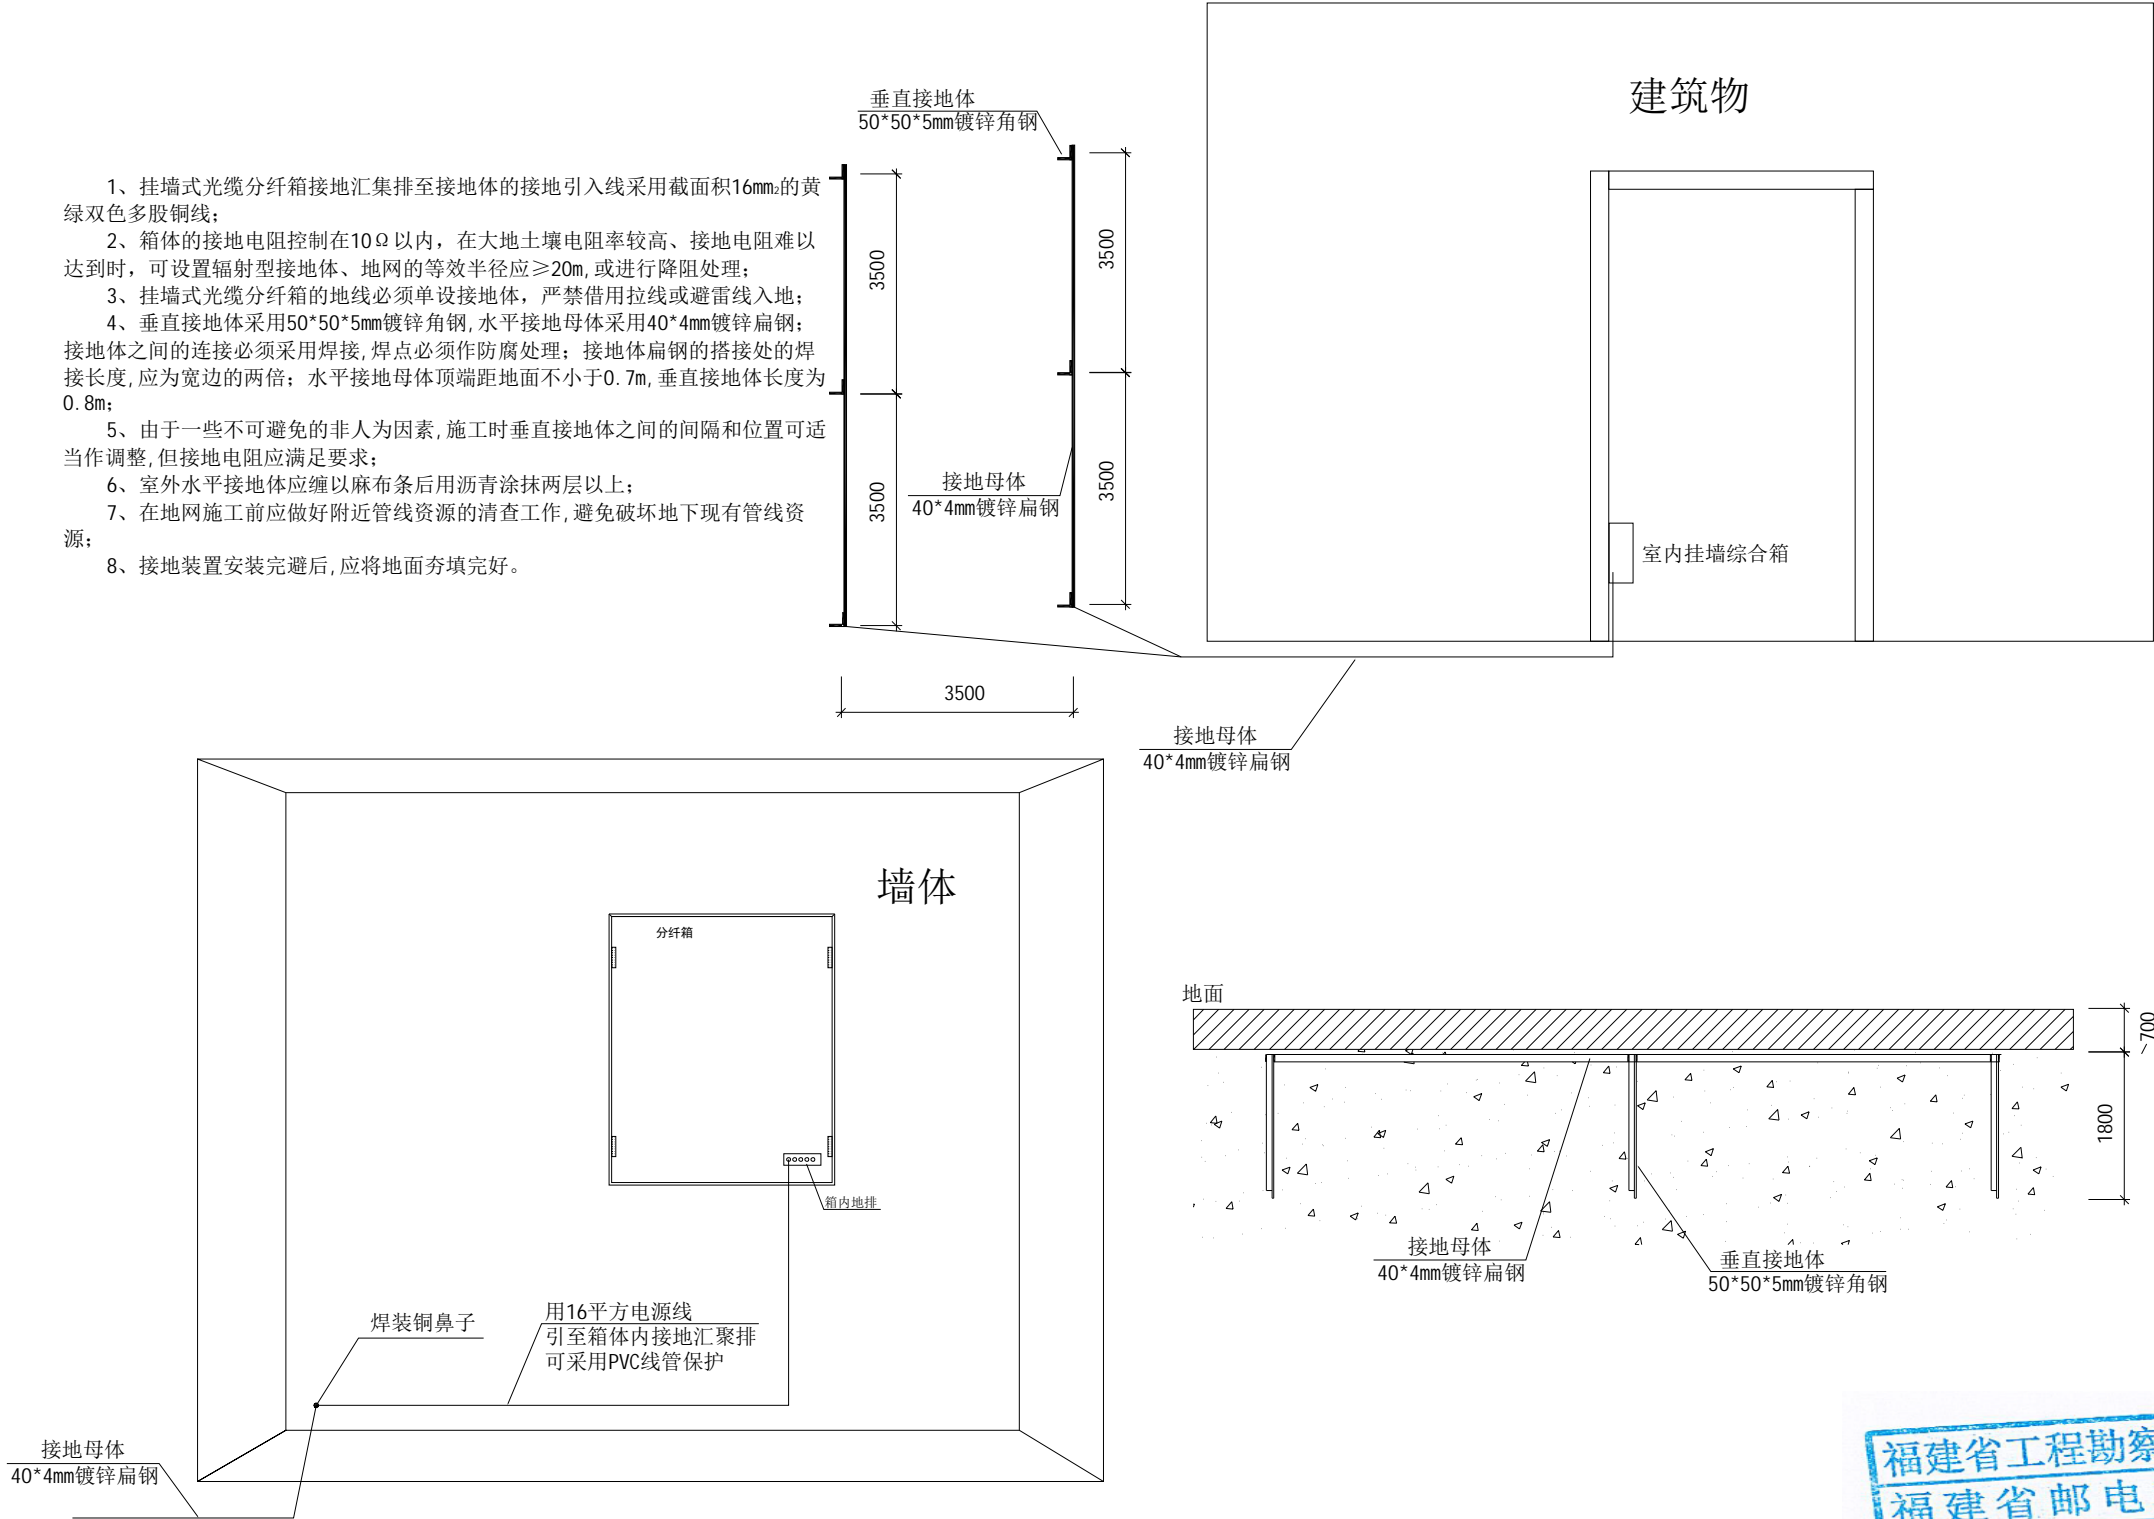 1、挂墙式光缆分纤箱接地汇集排至接地体的接地引入线采用截面积16mm2的黄
绿双色多股铜线；
2、箱体的接地电阻控制在10Ω以内，在大地土壤电阻率较高、接地电阻难以
达到时，可设置辐射型接地体、地网的等效半径应≥20m,或进行降阻处理；
3、挂墙式光缆分纤箱的地线必须单设接地体，严禁借用拉线或避雷线入地；
4、垂直接地体采用50*50*5mm镀锌角钢,水平接地母体采用40*4mm镀锌扁钢；
接地体之间的连接必须采用焊接,焊点必须作防腐处理；接地体扁钢的搭接处的焊
接长度,应为宽边的两倍；水平接地母体顶端距地面不小于0.7m,垂直接地体长度为
0.8m；
5、由于一些不可避免的非人为因素,施工时垂直接地体之间的间隔和位置可适
当作调整,但接地电阻应满足要求；
6、室外水平接地体应缠以麻布条后用沥青涂抹两层以上；
7、在地网施工前应做好附近管线资源的清查工作,避免破坏地下现有管线资
源；
8、接地装置安装完避后,应将地面夯填完好。
垂直接地体
50*50*5mm镀锌角钢
3500
3500
3500
3500
接地母体
40*4mm镀锌扁钢
3500
建筑物
室内挂墙综合箱
接地母体
40*4mm镀锌扁钢
墙体
分纤箱
箱内地排
焊装铜鼻子
用16平方电源线
引至箱体内接地汇聚排
可采用PVC线管保护
接地母体
40*4mm镀锌扁钢
地面
~700
1800
接地母体
40*4mm镀锌扁钢
垂直接地体
50*50*5mm镀锌角钢
福建省工程勘察
福建省邮电